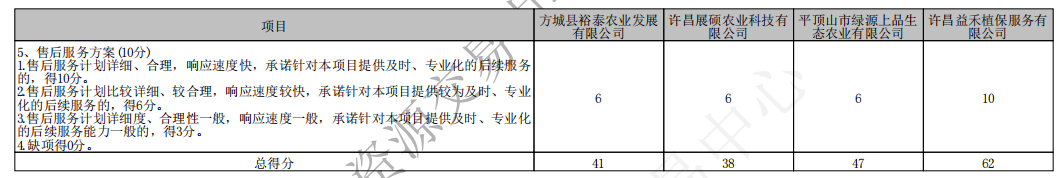 项目
方城县裕泰农业发展
有限公司
许昌展硕农业科技有
限公司
平顶山市绿源上品生
态农业有限公司
许昌益禾植保服务有
限公司
5、售后服务方案(10分)
1.售后服务计划详细、合理，响应速度快，承诺针对本项目提供及时、专业化的后续服务
的，得10分。
2.售后服务计划比较详细、较合理，响应速度较快，承诺针对本项目提供较为及时、专业
化的后续服务的，得6分。
3.售后服务计划详细度、合理性一般，响应速度一般，承诺针对本项目提供及时、专业化
的后续服务能力一般的，得3分。
4.缺项得0分。
6
6
6
10
总得分
41
38
47
62
资源交易中
易中心